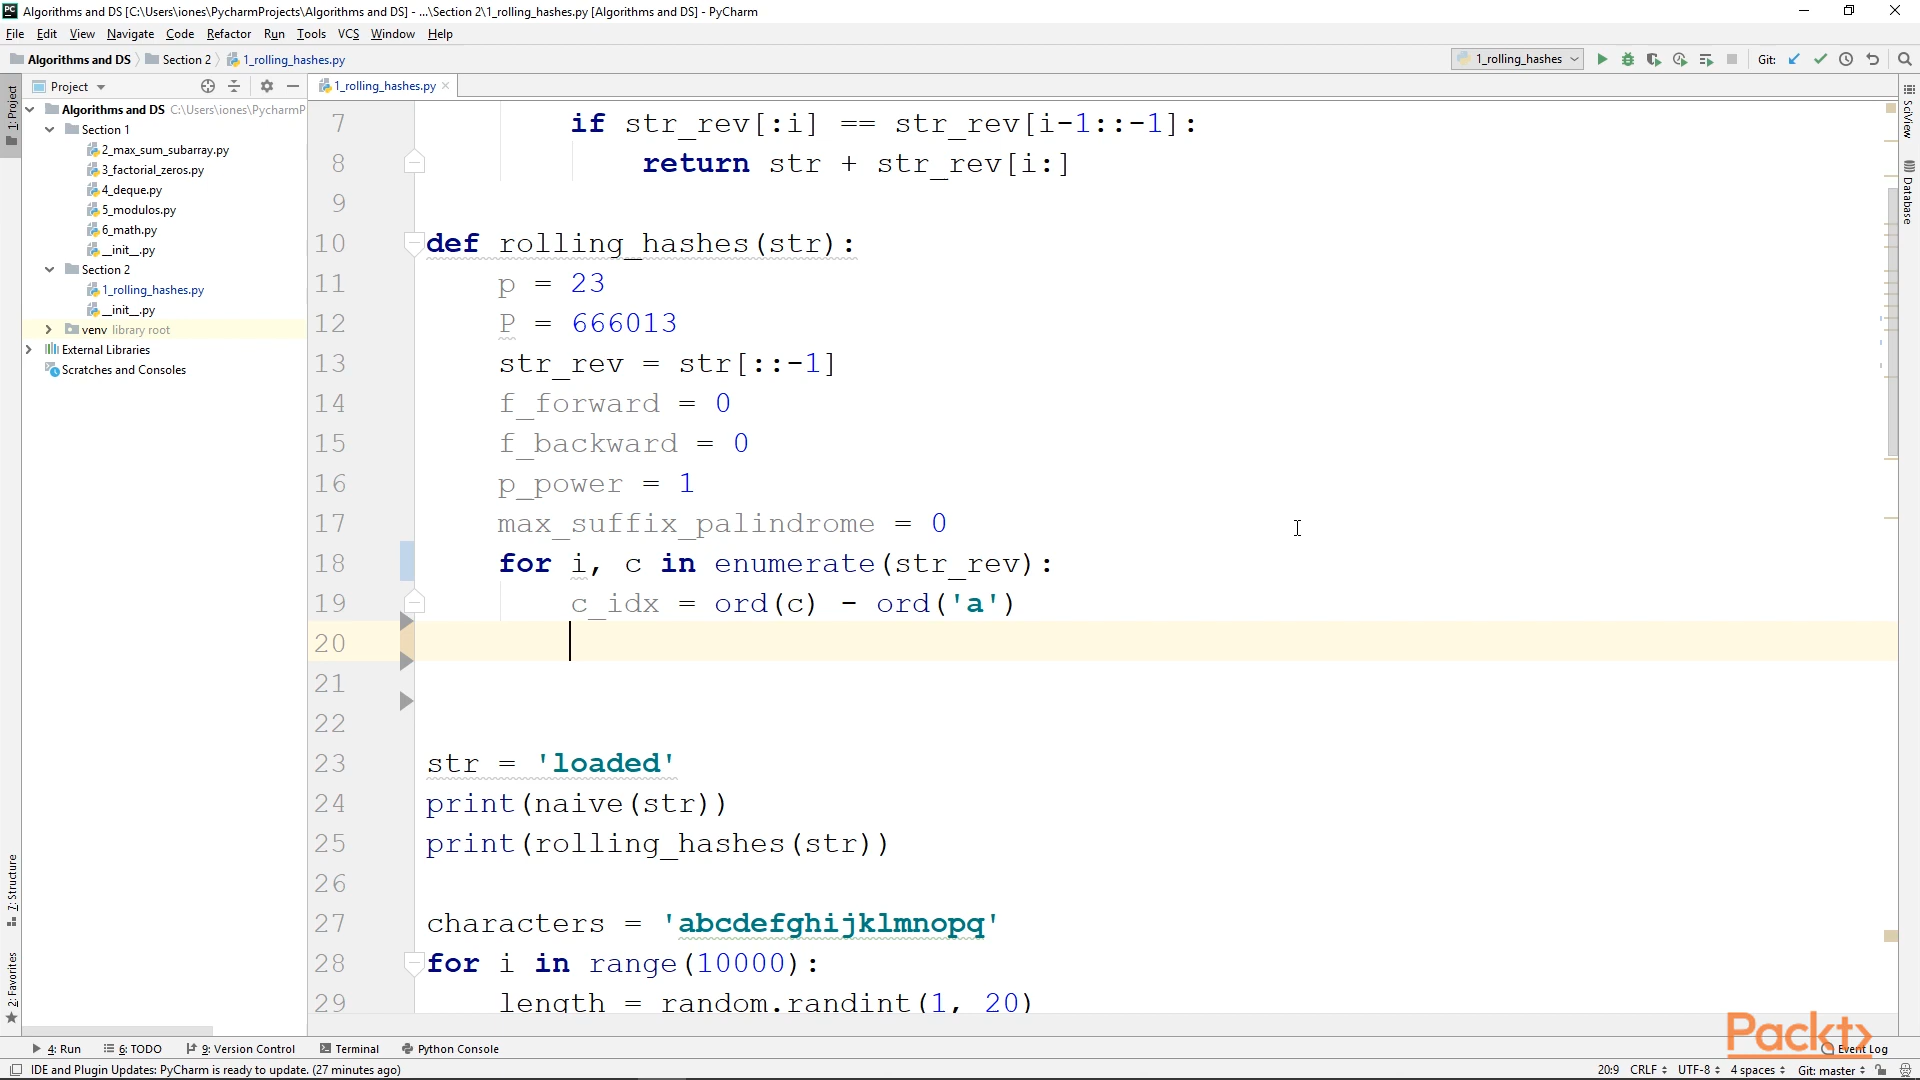 Algorithms and DS [C:\Users\iones\PycharmProjects\Algorithms and DS] - ...\Section 2\1_rolling_hashes.py [Algorithms and DS] - PyCharm
File Edit View Navigate Code Refactor Run Tools VCS Window Help
Algorithms and DS Section 2 1_rolling_hashes.py 1_rolling_hashes Git:
Project 1_rolling_hashes.py
1: Project
Algorithms and DS C:\Users\iones\PycharmP
Section 1
2_max_sum_subarray.py
3_factorial_zeros.py
4_deque.py
5_modulos.py
6_math.py
__init__.py
Section 2
1_rolling_hashes.py
__init__.py
venv library root
External Libraries
Scratches and Consoles
7: Structure
2: Favorites
7 if str_rev[:i] == str_rev[i-1::-1]:
8 return str + str_rev[i:]
9
10 def rolling_hashes(str):
11 p = 23
12 P = 666013
13 str_rev = str[::-1]
14 f_forward = 0
15 f_backward = 0
16 p_power = 1
17 max_suffix_palindrome = 0
18 for i, c in enumerate(str_rev):
19 c_idx = ord(c) - ord('a')
20
21
22
23 str = 'loaded'
24 print(naive(str))
25 print(rolling_hashes(str))
26
27 characters = 'abcdefghijklmnopq'
28 for i in range(10000):
29 length = random.randint(1, 20)
SciView
Database
Packt>
4: Run 6: TODO 9: Version Control Terminal Python Console Event Log
IDE and Plugin Updates: PyCharm is ready to update. (27 minutes ago) 20:9 CRLF UTF-8 4 spaces Git: master